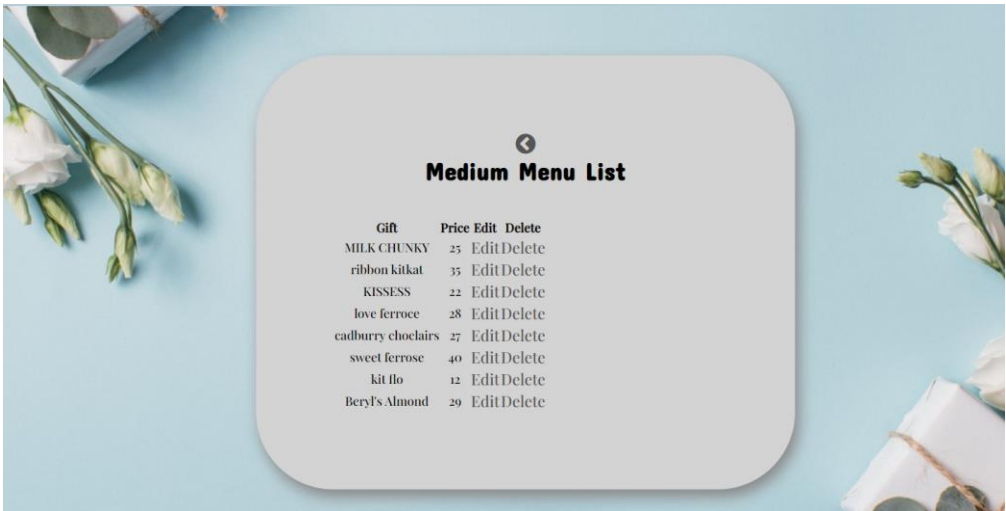 Medium Menu List
Gift Price Edit Delete
MILK CHUNKY 25 Edit Delete
ribbon kitkat 35 Edit Delete
KISSESS 22 Edit Delete
love ferroce 28 Edit Delete
cadburry choclairs 27 Edit Delete
sweet ferrose 40 Edit Delete
kit flo 12 Edit Delete
Beryl's Almond 29 Edit Delete